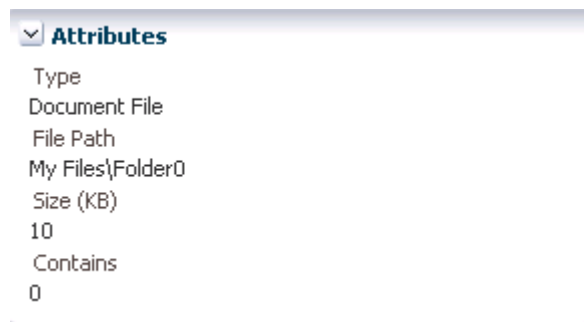 Attributes
Type
Document File
File Path
My Files\Folder0
Size (KB)
10
Contains
0